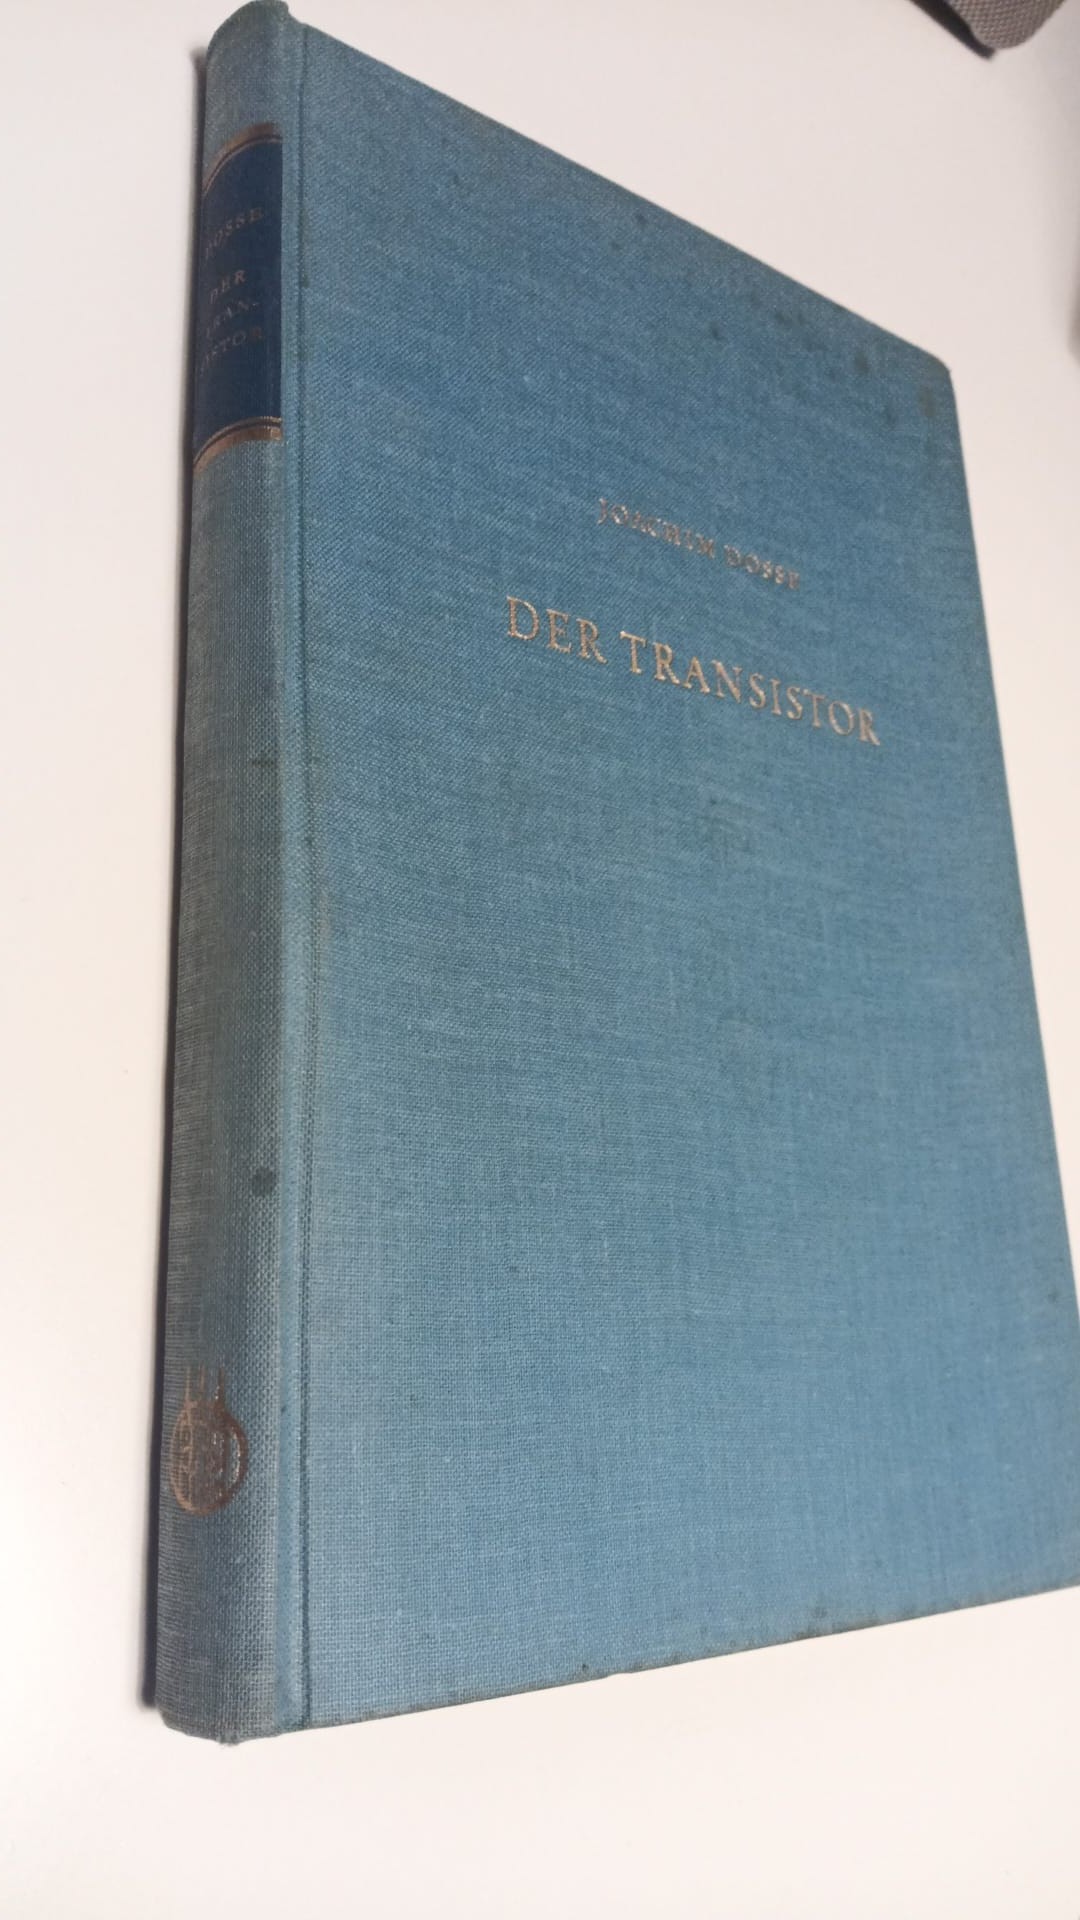 DOSSE
DER
TRAN-
SISTOR
JOACHIM DOSSE
DER TRANSISTOR